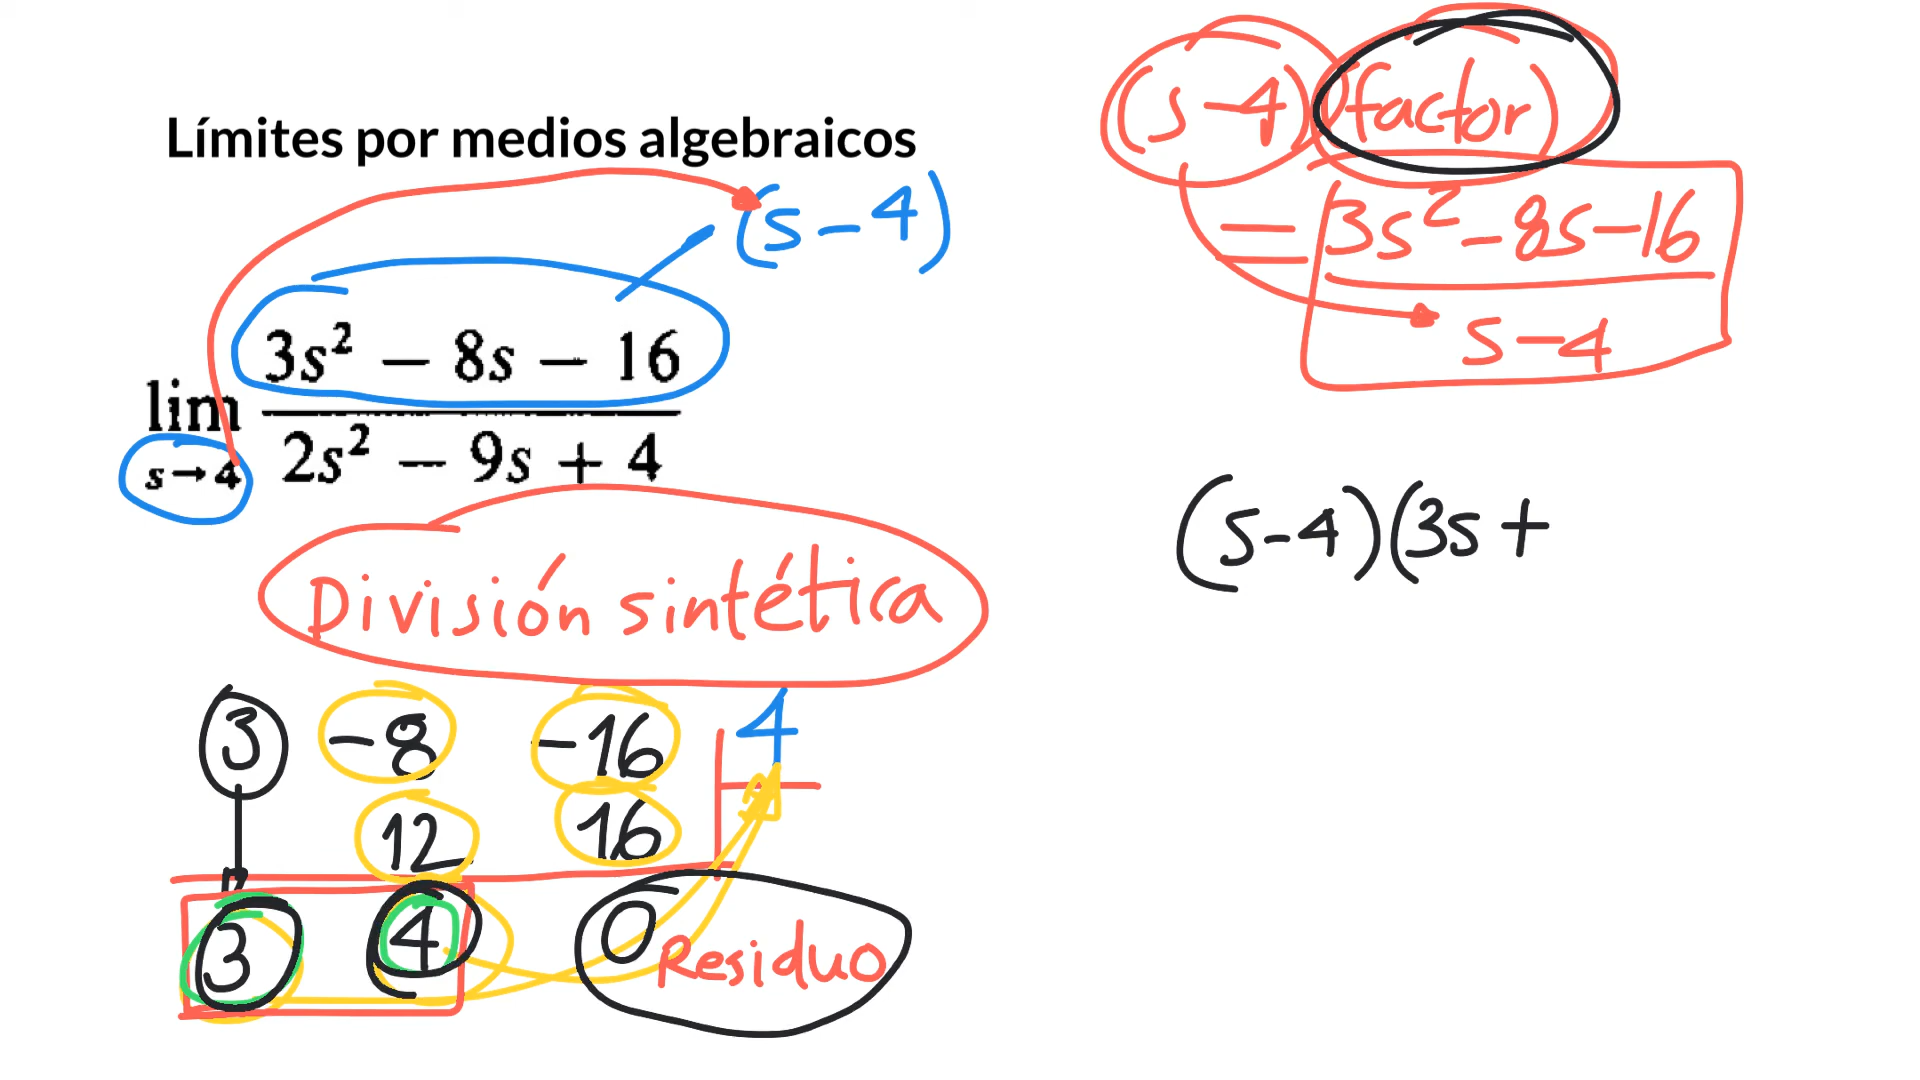 Límites por medios algebraicos
(s-4)
lim s→4 3s² - 8s - 16
2s² - 9s + 4
División sintética
3 -8 -16 4
12 16
3 4 0 Residuo
(s-4)(factor)
= 3s²-8s-16
s-4
(s-4)(3s+